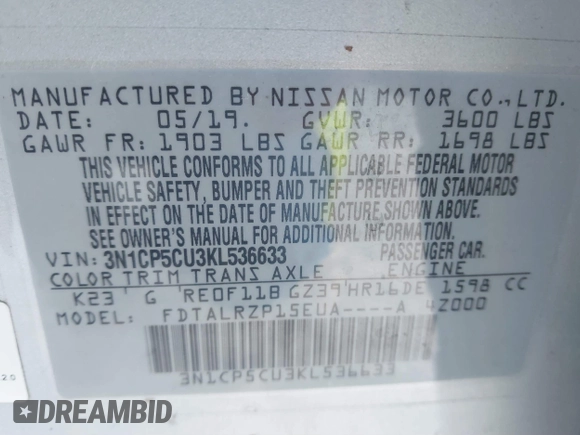 MANUFACTURED BY NISSAN MOTOR CO., LTD.
DATE: 05/19. GVWR: 3600 LBS
GAWR FR: 1903 LBS GAWR RR: 1698 LBS
THIS VEHICLE CONFORMS TO ALL APPLICABLE FEDERAL MOTOR
VEHICLE SAFETY, BUMPER AND THEFT PREVENTION STANDARDS
IN EFFECT ON THE DATE OF MANUFACTURE SHOWN ABOVE.
SEE OWNER'S MANUAL FOR ADDITIONAL INFORMATION.
VIN: 3N1CP5CU3KL536633 PASSENGER CAR.
COLOR TRIM TRANS AXLE ENGINE
K23 G RE0F11B GZ39 HR16DE 1598 CC
MODEL: FDTALRZP15EUA----A 4Z000
3N1CP5CU3KL536633
DREAMBID